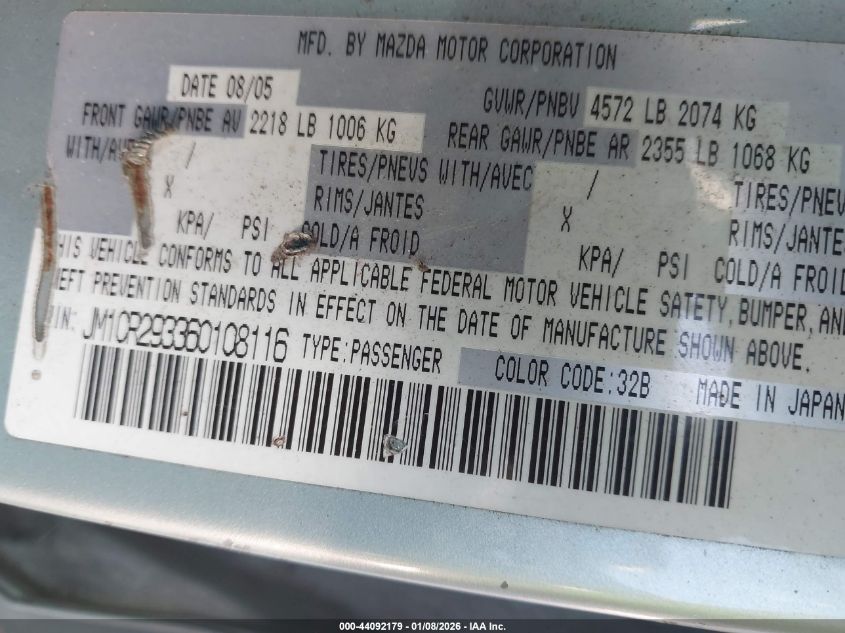 MFD. BY MAZDA MOTOR CORPORATION
DATE 08/05
GVWR/PNBV 4572 LB 2074 KG
FRONT GAWR/PNBE AV 2218 LB 1006 KG
REAR GAWR/PNBE AR 2355 LB 1068 KG
/ TIRES/PNEUS WITH/AVEC / TIRES/PNEU
X RIMS/JANTES X RIMS/JANTE
KPA/ PSI COLD/A FROID KPA/ PSI COLD/A FROID
THIS VEHICLE CONFORMS TO ALL APPLICABLE FEDERAL MOTOR VEHICLE SAFETY, BUMPER, AN
THEFT PREVENTION STANDARDS IN EFFECT ON THE DATE OF MANUFACTURE SHOWN ABOVE.
VIN: JM1CR293360108116 TYPE:PASSENGER
COLOR CODE:32B MADE IN JAPAN
000-44092179 - 01/08/2026 - IAA Inc.